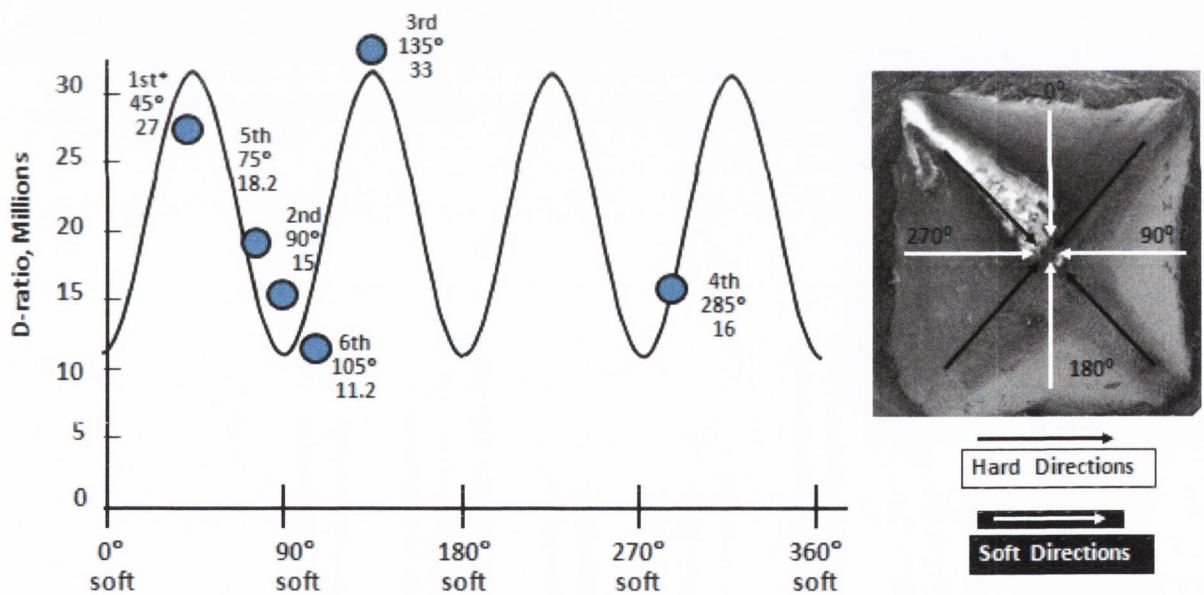 D-ratio, Millions
30
25
20
15
10
5
0
1st*
45°
27
5th
75°
18.2
2nd
90°
15
3rd
135°
33
6th
105°
11.2
4th
285°
16
0°
soft
90°
soft
180°
soft
270°
soft
360°
soft
0°
270°
90°
180°
Hard Directions
Soft Directions